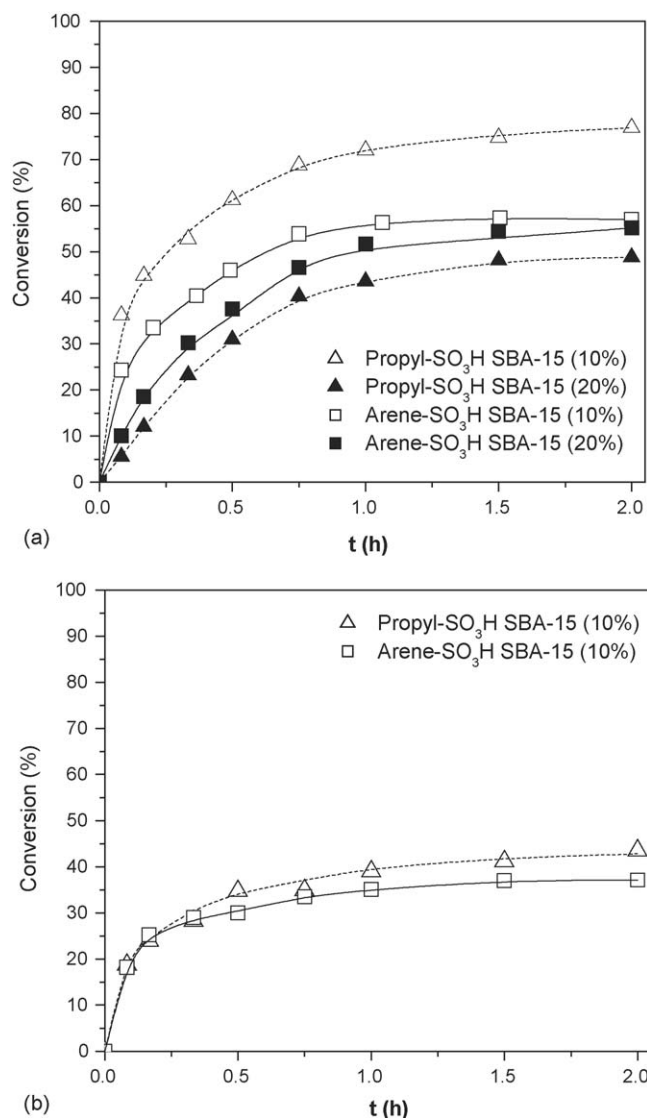 100
90
80
70
60
50
40
30
20
10
0
Conversion (%)
△ Propyl-SO₃H SBA-15 (10%)
▲ Propyl-SO₃H SBA-15 (20%)
□ Arene-SO₃H SBA-15 (10%)
■ Arene-SO₃H SBA-15 (20%)
0.0 0.5 1.0 1.5 2.0
(a)
t (h)
100
90
80
70
60
50
40
30
20
10
0
Conversion (%)
△ Propyl-SO₃H SBA-15 (10%)
□ Arene-SO₃H SBA-15 (10%)
0.0 0.5 1.0 1.5 2.0
(b)
t (h)